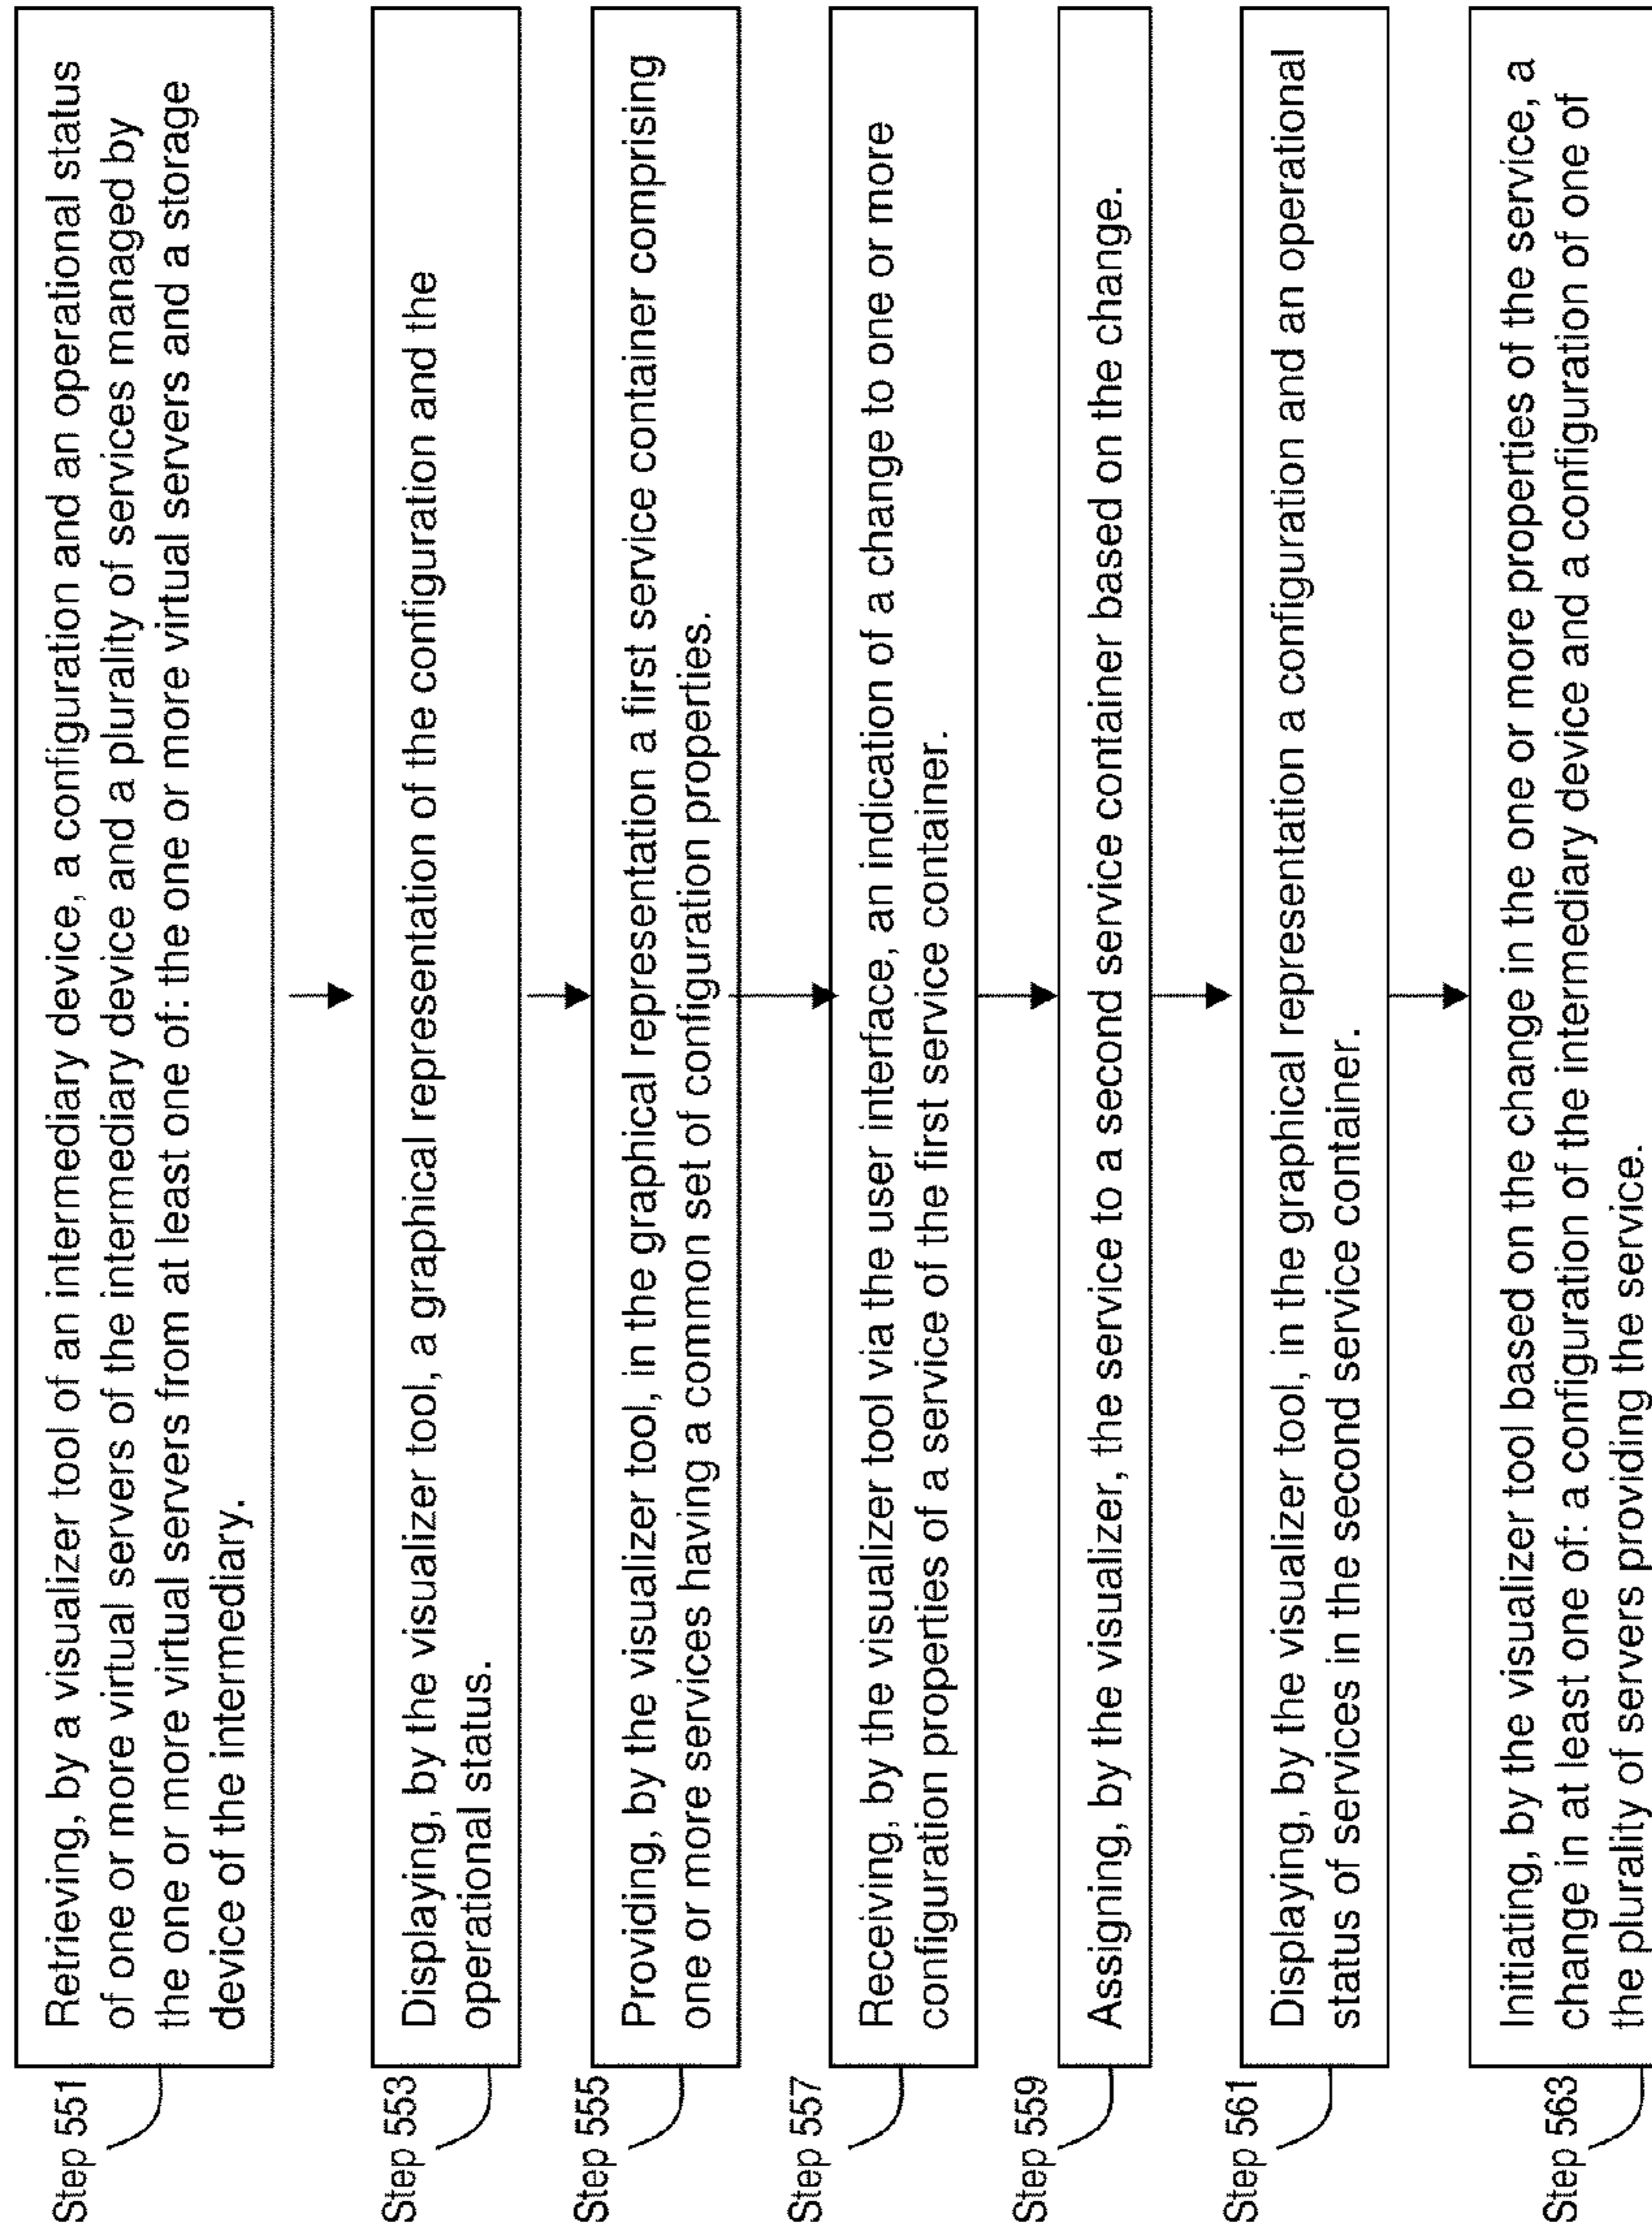 Step 551
Retrieving, by a visualizer tool of an intermediary device, a configuration and an operational status
of one or more virtual servers of the intermediary device and a plurality of services managed by
the one or more virtual servers from at least one of: the one or more virtual servers and a storage
device of the intermediary.
Step 553
Displaying, by the visualizer tool, a graphical representation of the configuration and the
operational status.
Step 555
Providing, by the visualizer tool, in the graphical representation a first service container comprising
one or more services having a common set of configuration properties.
Step 557
Receiving, by the visualizer tool via the user interface, an indication of a change to one or more
configuration properties of a service of the first service container.
Step 559
Assigning, by the visualizer, the service to a second service container based on the change.
Step 561
Displaying, by the visualizer tool, in the graphical representation a configuration and an operational
status of services in the second service container.
Step 563
Initiating, by the visualizer tool based on the change in the one or more properties of the service, a
change in at least one of: a configuration of the intermediary device and a configuration of one of
the plurality of servers providing the service.